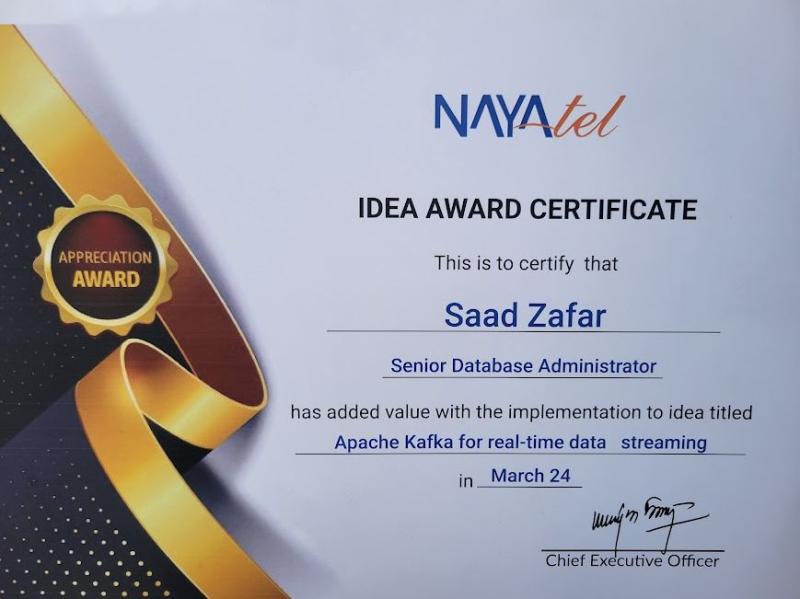 NAYAtel
IDEA AWARD CERTIFICATE
This is to certify that
Saad Zafar
Senior Database Administrator
has added value with the implementation to idea titled
Apache Kafka for real-time data streaming
in March 24
Chief Executive Officer
APPRECIATION
AWARD